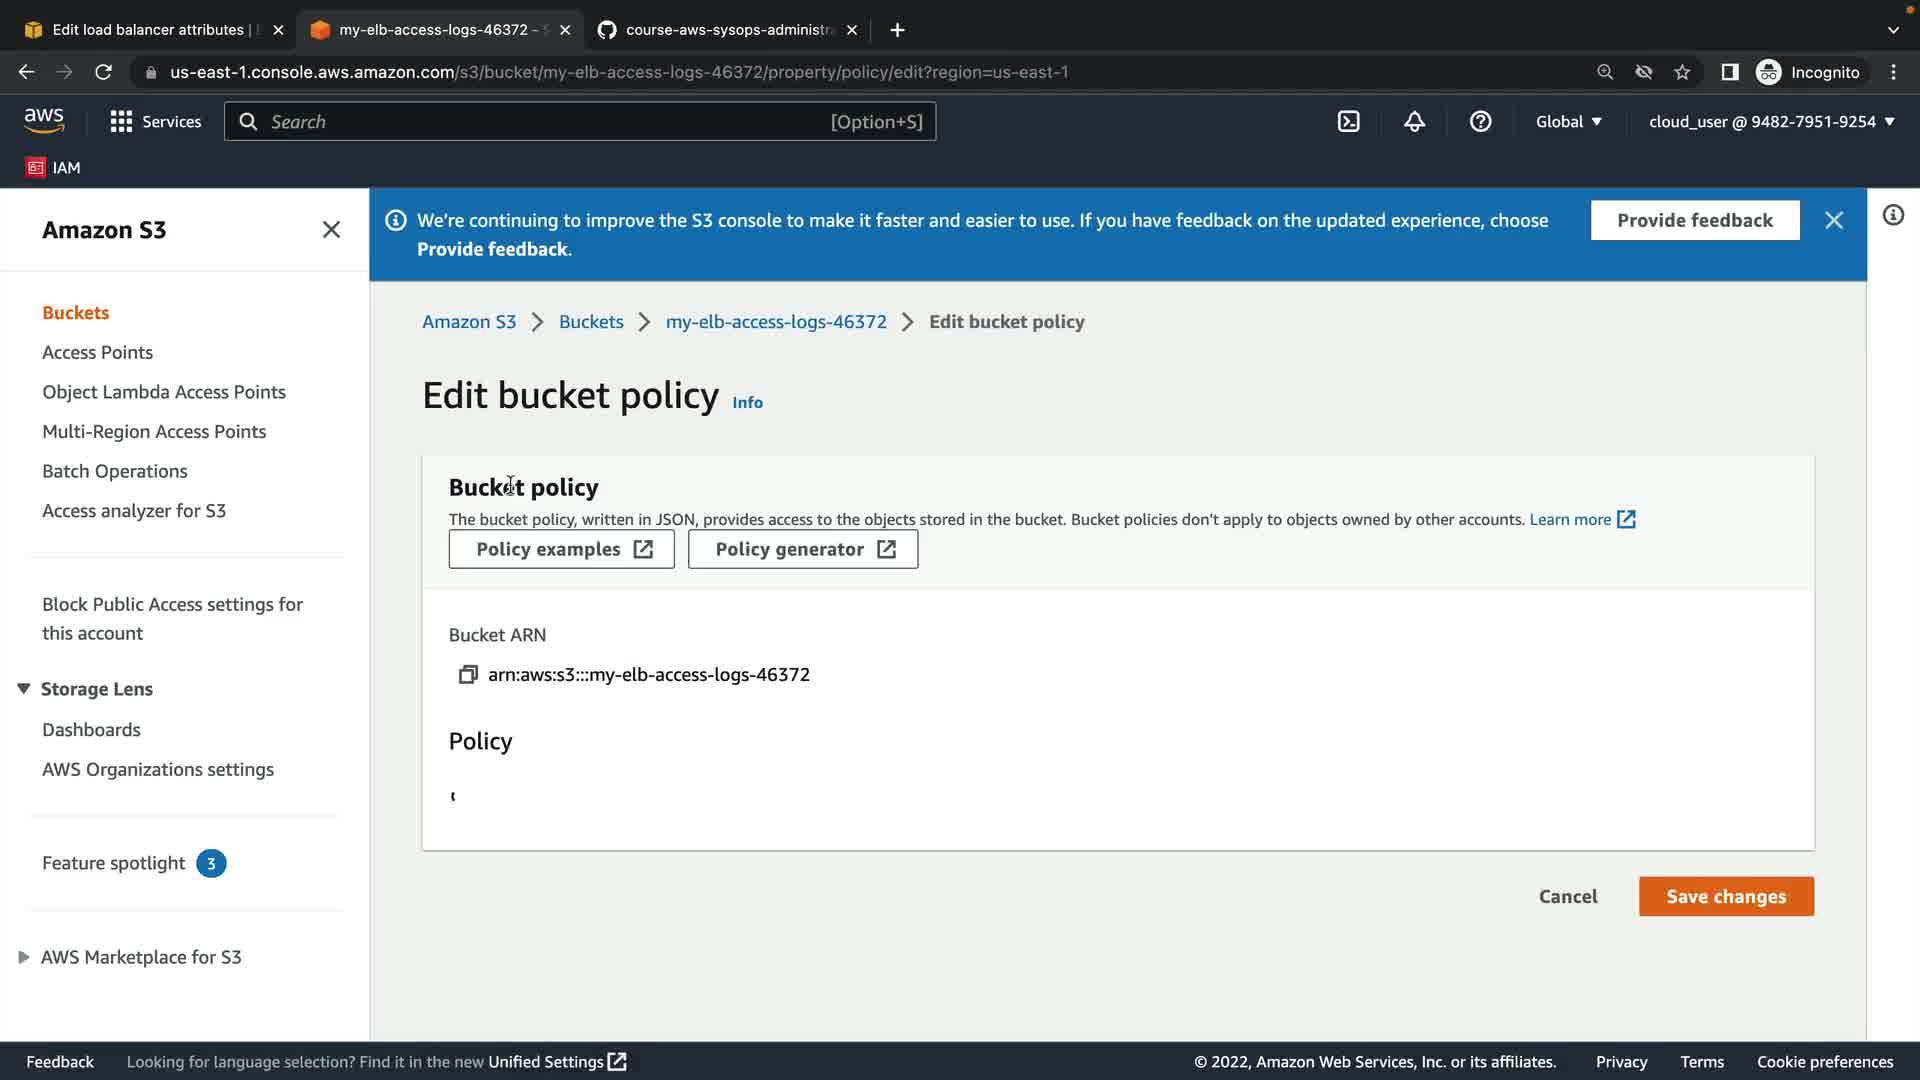 Edit load balancer attributes |
my-elb-access-logs-46372 -
course-aws-sysops-administra
us-east-1.console.aws.amazon.com/s3/bucket/my-elb-access-logs-46372/property/policy/edit?region=us-east-1
Incognito
aws
Services
Search
[Option+S]
Global
cloud_user @ 9482-7951-9254
IAM
Amazon S3
Buckets
Access Points
Object Lambda Access Points
Multi-Region Access Points
Batch Operations
Access analyzer for S3
Block Public Access settings for
this account
Storage Lens
Dashboards
AWS Organizations settings
Feature spotlight 3
AWS Marketplace for S3
We're continuing to improve the S3 console to make it faster and easier to use. If you have feedback on the updated experience, choose
Provide feedback.
Provide feedback
Amazon S3
Buckets
my-elb-access-logs-46372
Edit bucket policy
Edit bucket policy Info
Bucket policy
The bucket policy, written in JSON, provides access to the objects stored in the bucket. Bucket policies don't apply to objects owned by other accounts. Learn more
Policy examples
Policy generator
Bucket ARN
arn:aws:s3:::my-elb-access-logs-46372
Policy
Cancel
Save changes
Feedback
Looking for language selection? Find it in the new Unified Settings
© 2022, Amazon Web Services, Inc. or its affiliates.
Privacy
Terms
Cookie preferences